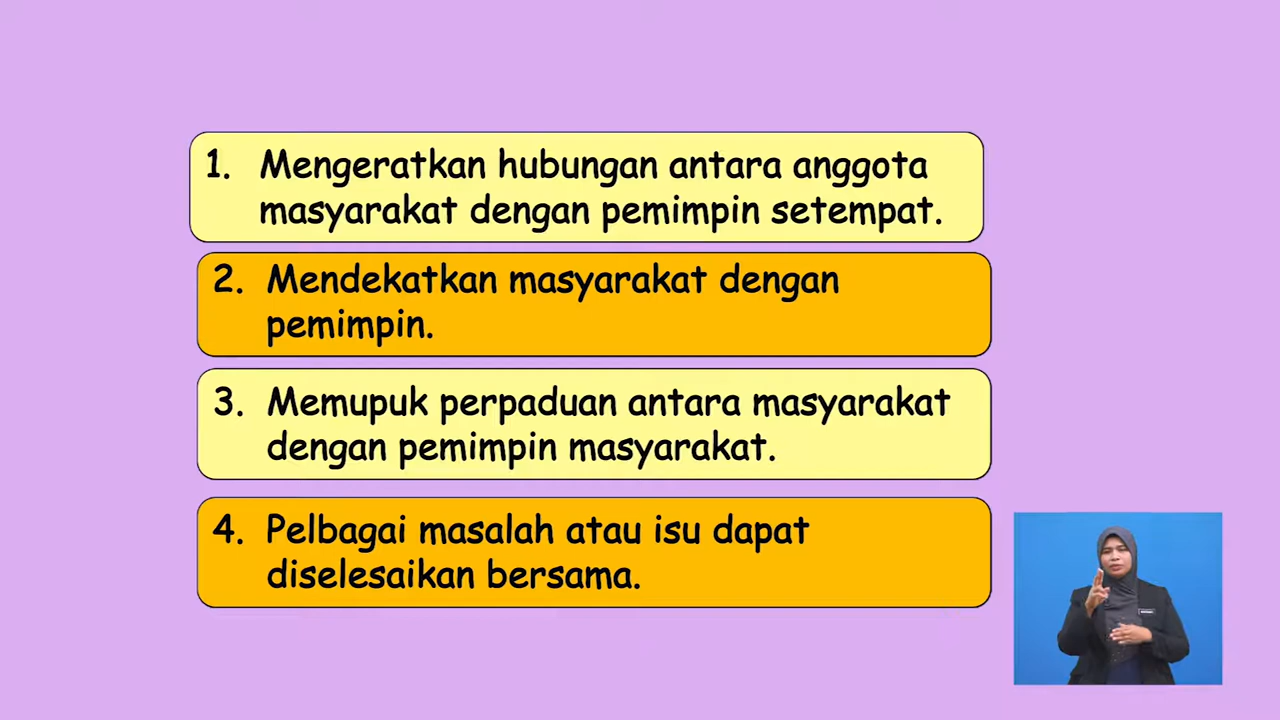 1. Mengeratkan hubungan antara anggota
masyarakat dengan pemimpin setempat.
2. Mendekatkan masyarakat dengan
pemimpin.
3. Memupuk perpaduan antara masyarakat
dengan pemimpin masyarakat.
4. Pelbagai masalah atau isu dapat
diselesaikan bersama.